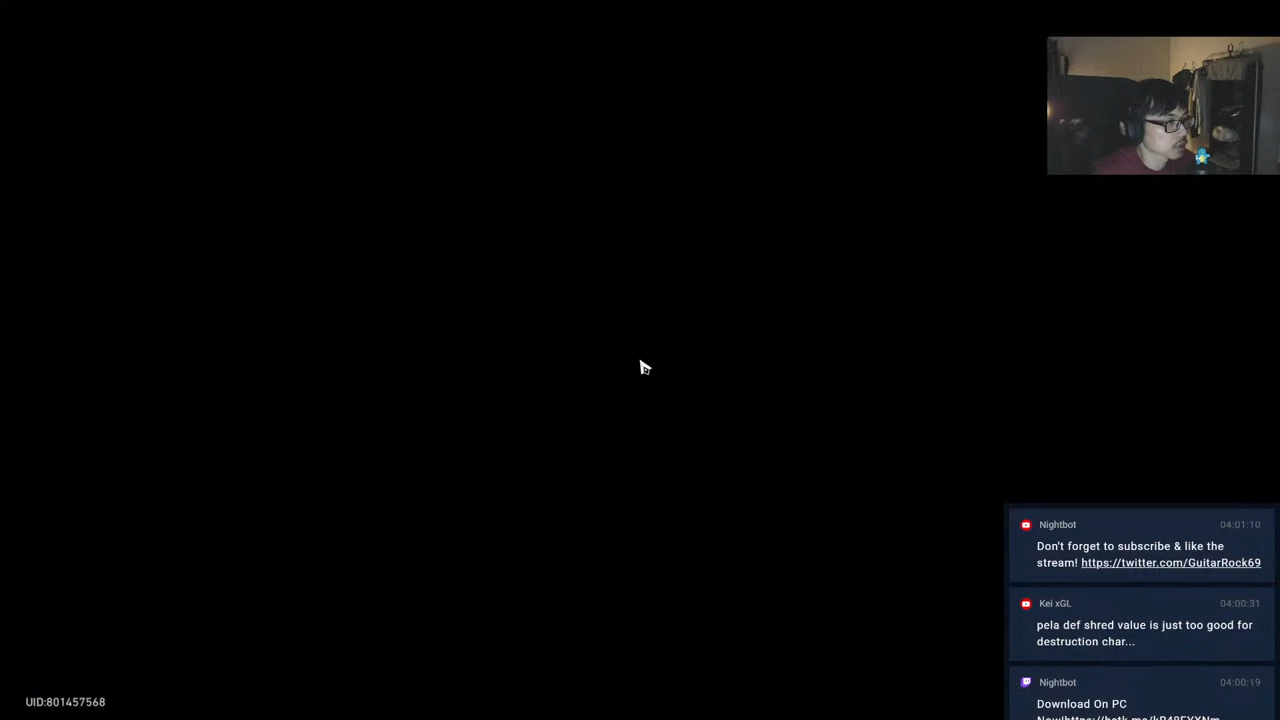 Nightbot 04:01:10
Don't forget to subscribe & like the
stream! https://twitter.com/GuitarRock69
Kei xGL 04:00:31
pela def shred value is just too good for
destruction char...
Nightbot 04:00:19
Download On PC
UID:801457568